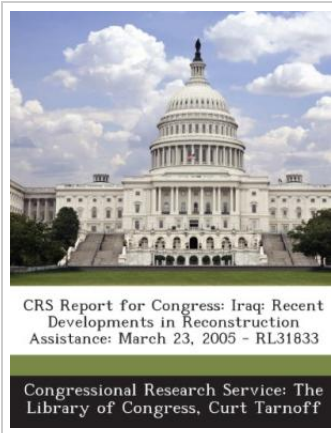 CRS Report for Congress: Iraq: Recent
Developments in Reconstruction
Assistance: March 23, 2005 - RL31833
Congressional Research Service: The
Library of Congress, Curt Tarnoff